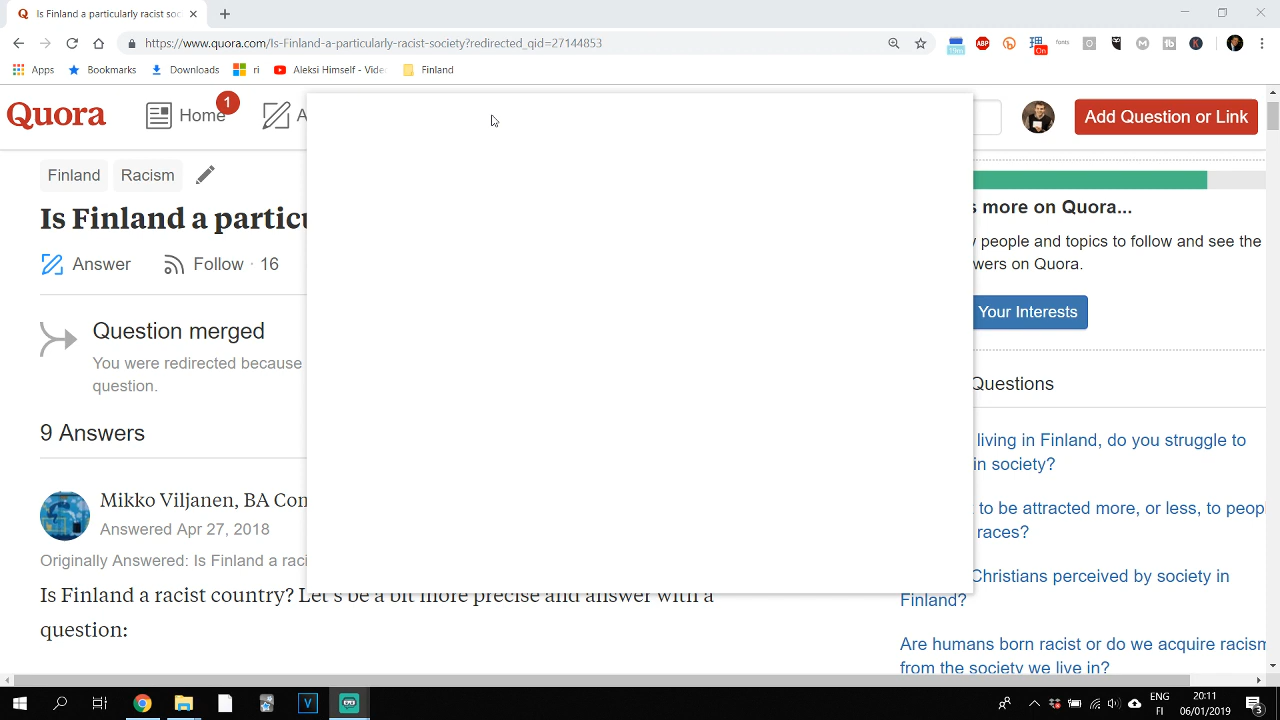 Is Finland a particularly racist soc
https://www.quora.com/Is-Finland-a-particularly-racist-society?redirected_qid=27144853
19m
ABP
fonts
On
fb
K
Apps
Bookmarks
Downloads
ri
Aleksi Himself - Vide
Finland
Quora
Home
1
A
Add Question or Link
Finland
Racism
s more on Quora...
Is Finland a particu
y people and topics to follow and see the
wers on Quora.
Answer
Follow · 16
Your Interests
Question merged
You were redirected because
question.
Questions
9 Answers
living in Finland, do you struggle to
in society?
Mikko Viljanen, BA Con
Answered Apr 27, 2018
to be attracted more, or less, to peop
races?
Originally Answered: Is Finland a raci
Christians perceived by society in
Finland?
Is Finland a racist country? Let's be a bit more precise and answer with a
question:
Are humans born racist or do we acquire racism
from the society we live in?
V
ENG
FI
20:11
06/01/2019
3